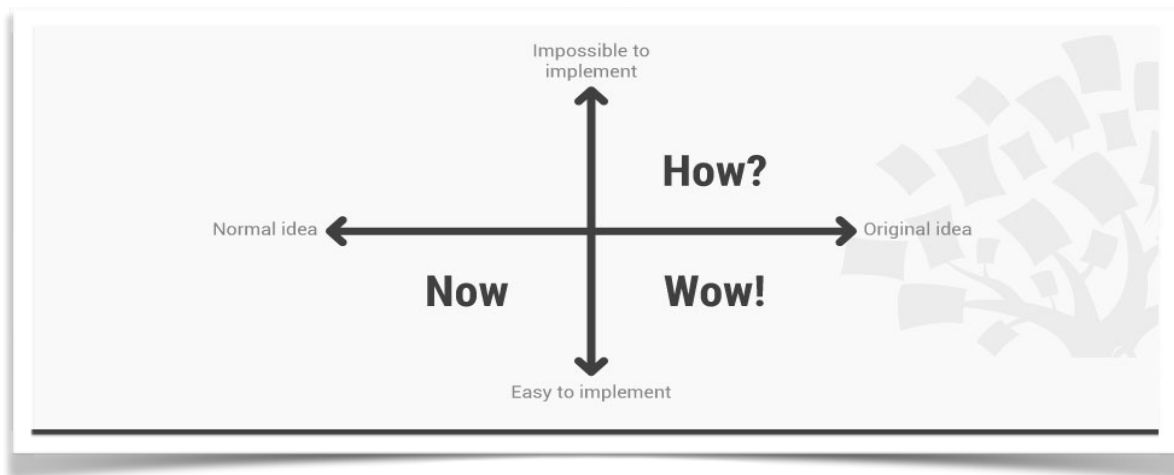 Impossible to
implement
How?
Normal idea
Original idea
Now
Wow!
Easy to implement